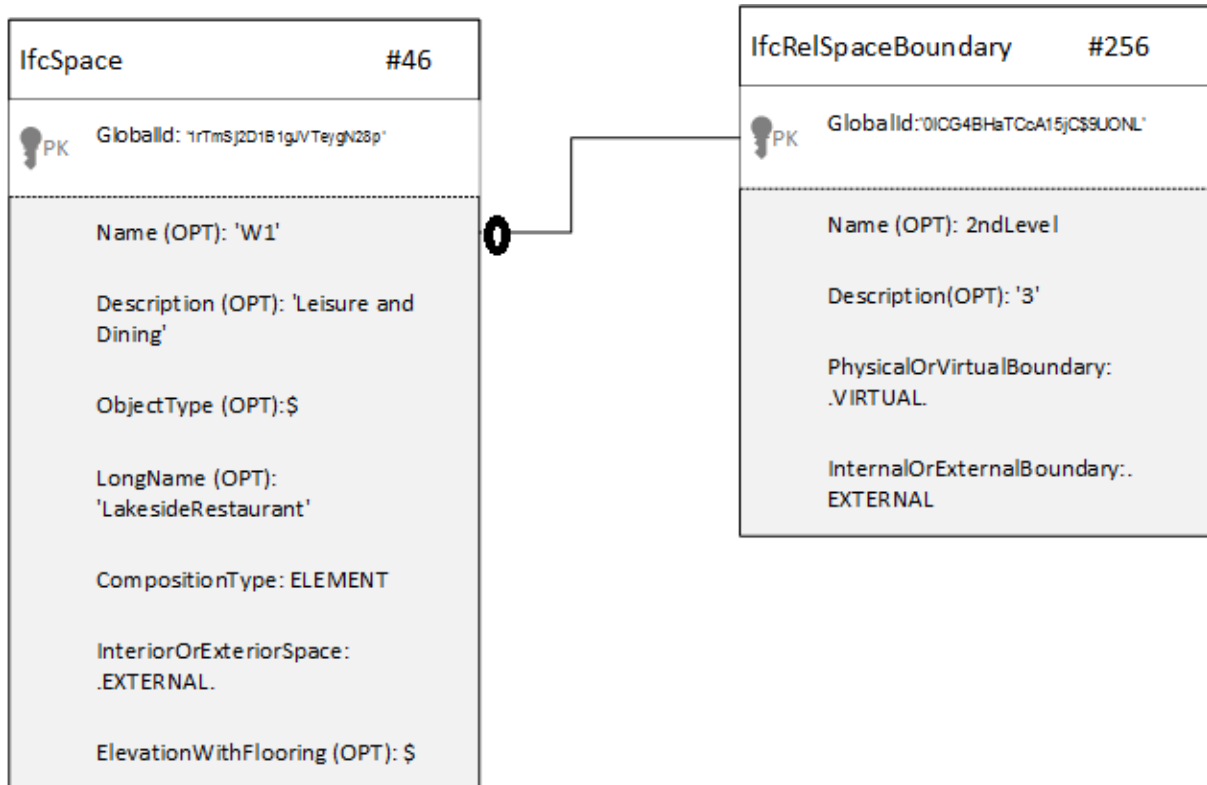 IfcSpace #46
PK
GlobalId: "1rTmSj2D1B1gJVTeygN28p"
Name (OPT): 'W1'
Description (OPT): 'Leisure and
Dining'
ObjectType (OPT):$
LongName (OPT):
'LakesideRestaurant'
CompositionType: ELEMENT
InteriorOrExteriorSpace:
.EXTERNAL.
ElevationWithFlooring (OPT): $
IfcRelSpaceBoundary #256
PK
GlobalId:"0ICG4BHaTCcA15jC$9UONL"
Name (OPT): 2ndLevel
Description(OPT): '3'
PhysicalOrVirtualBoundary:
.VIRTUAL.
InternalOrExternalBoundary:.
EXTERNAL